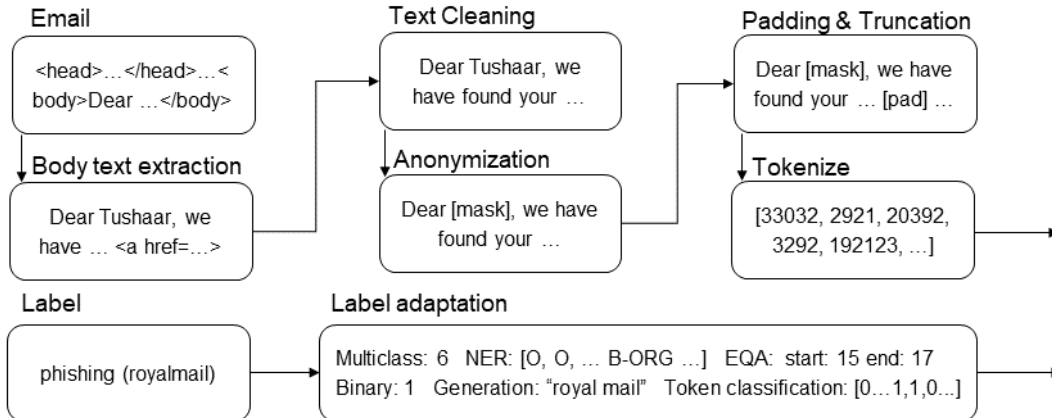 Email
<head>…</head>…<
body>Dear …</body>
Body text extraction
Dear Tushaar, we
have … <a href=…>
Text Cleaning
Dear Tushaar, we
have found your …
Anonymization
Dear [mask], we have
found your …
Padding & Truncation
Dear [mask], we have
found your … [pad] …
Tokenize
[33032, 2921, 20392,
3292, 192123, …]
Label
phishing (royalmail)
Label adaptation
Multiclass: 6 NER: [O, O, … B-ORG …] EQA: start: 15 end: 17
Binary: 1 Generation: “royal mail” Token classification: [0…1,1,0...]